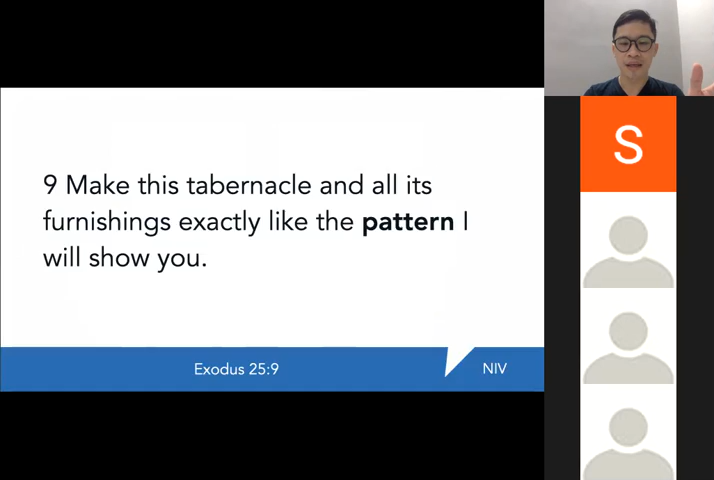 9 Make this tabernacle and all its
furnishings exactly like the pattern I
will show you.
Exodus 25:9
NIV
S